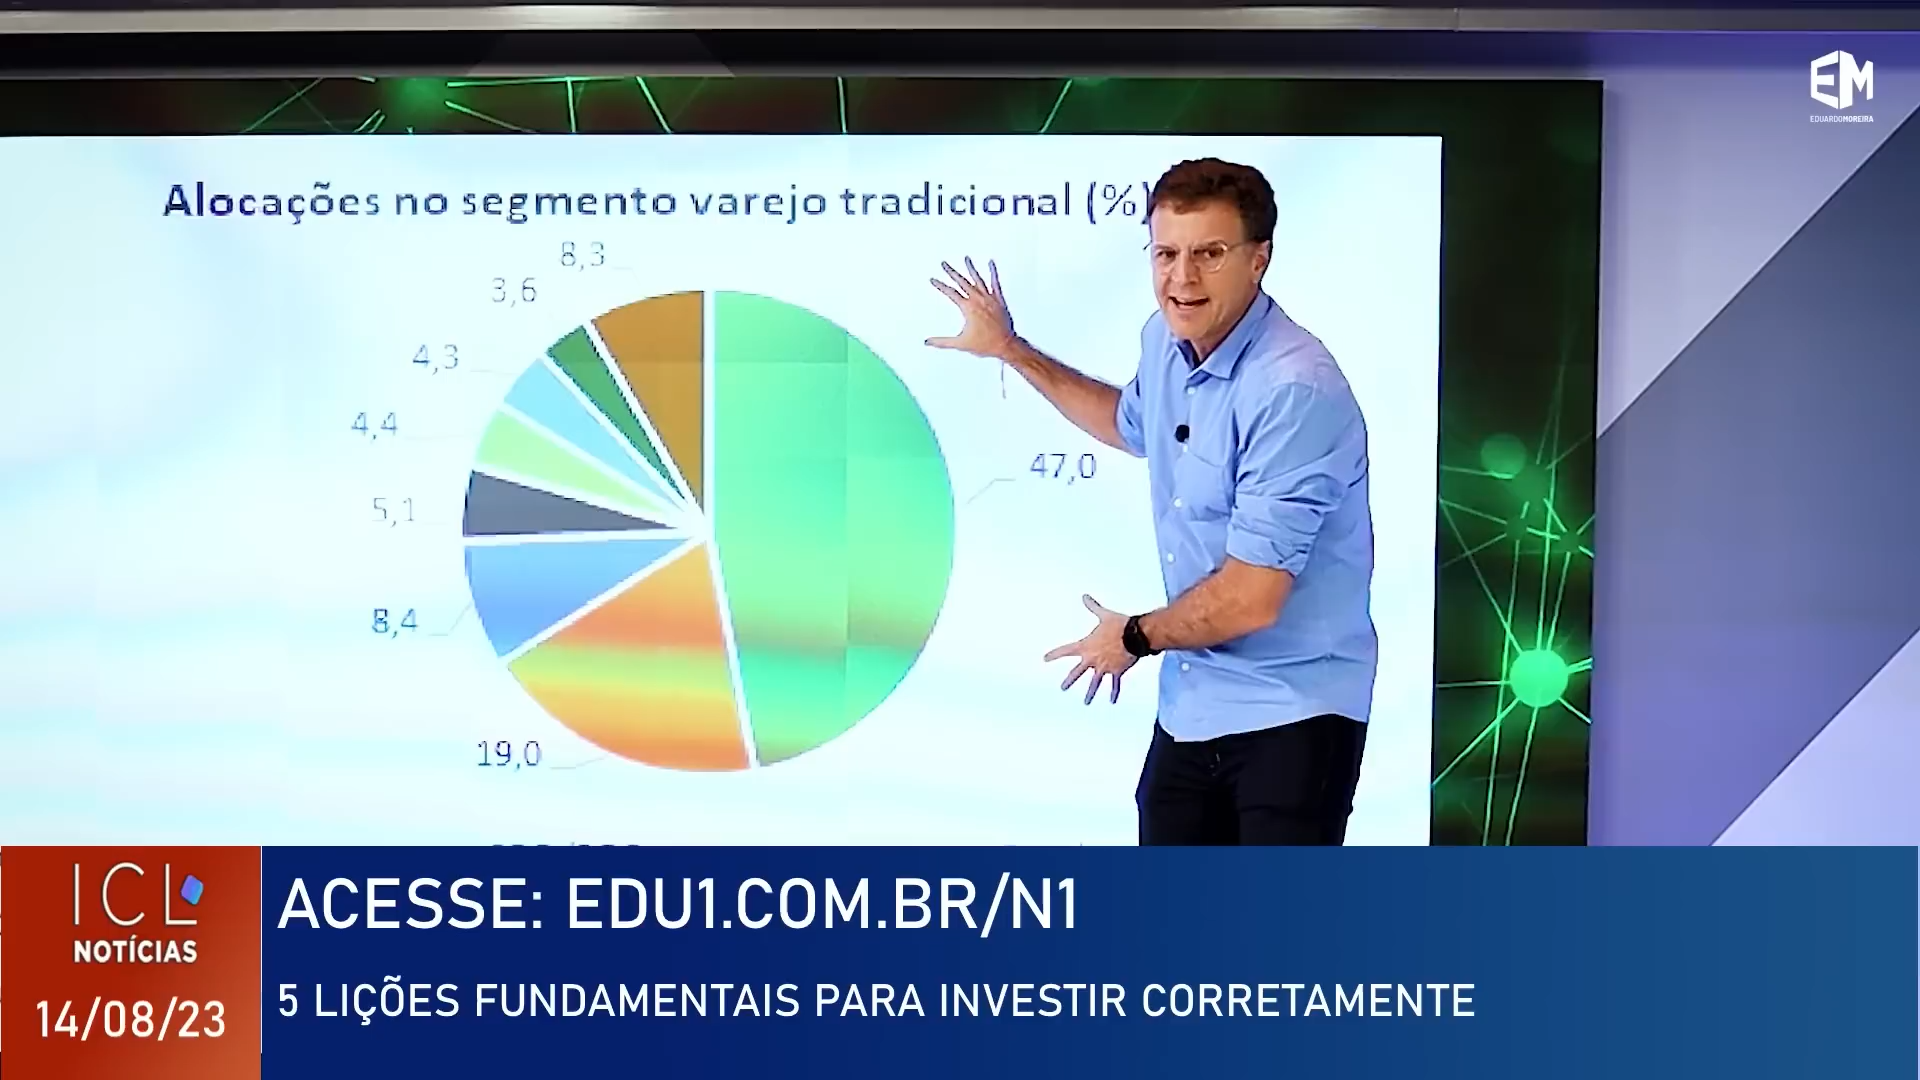 EM
EDUARDOMOREIRA
Alocações no segmento varejo tradicional (%)
8,3
3,6
4,3
4,4
5,1
8,4
19,0
47,0
ICL
NOTÍCIAS
14/08/23
ACESSE: EDU1.COM.BR/N1
5 LIÇÕES FUNDAMENTAIS PARA INVESTIR CORRETAMENTE